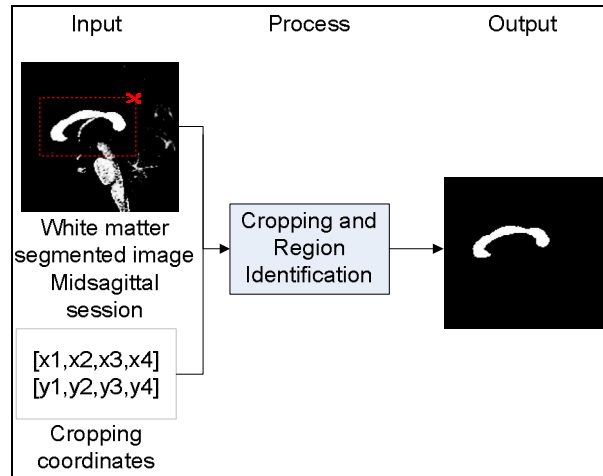 Input Process Output
White matter
segmented image
Midsagittal
session
Cropping and
Region
Identification
[x1,x2,x3,x4]
[y1,y2,y3,y4]
Cropping
coordinates